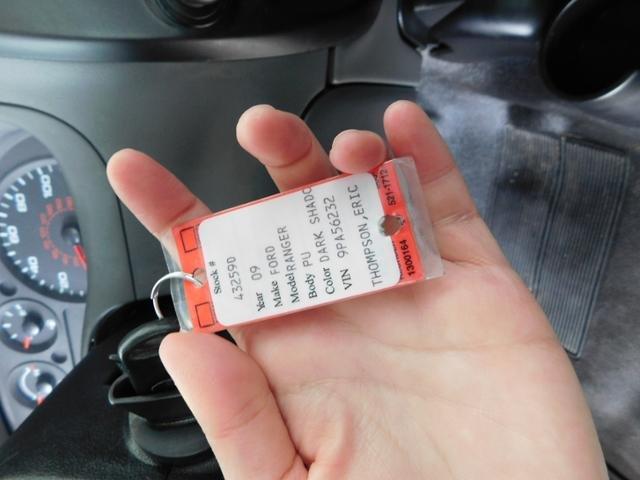 Stock #
432590
Year 09
Make FORD
Model RANGER
Body PU
Color DARK SHADO
VIN 9PA56232
THOMPSON,ERIC
1300164 S21-1712